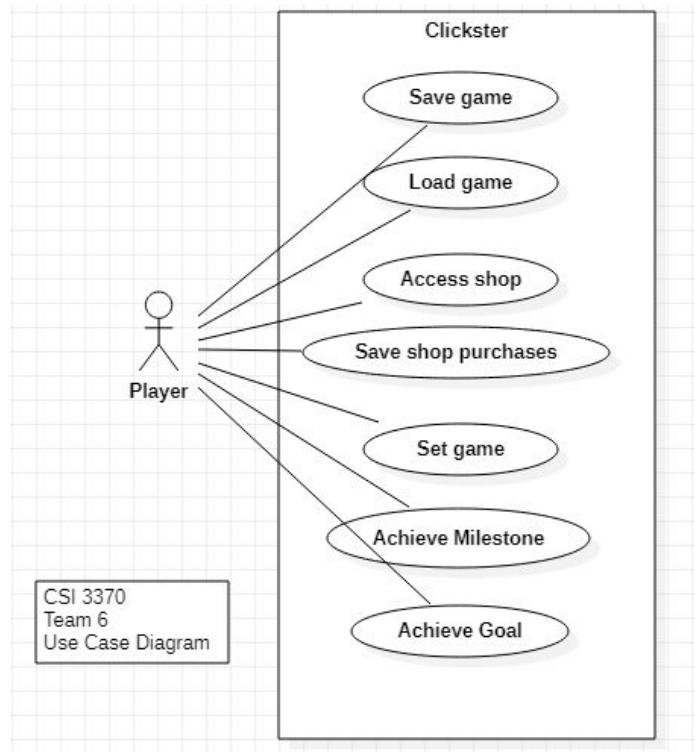 Clickster
Save game
Load game
Access shop
Save shop purchases
Set game
Achieve Milestone
Achieve Goal
Player
CSI 3370
Team 6
Use Case Diagram